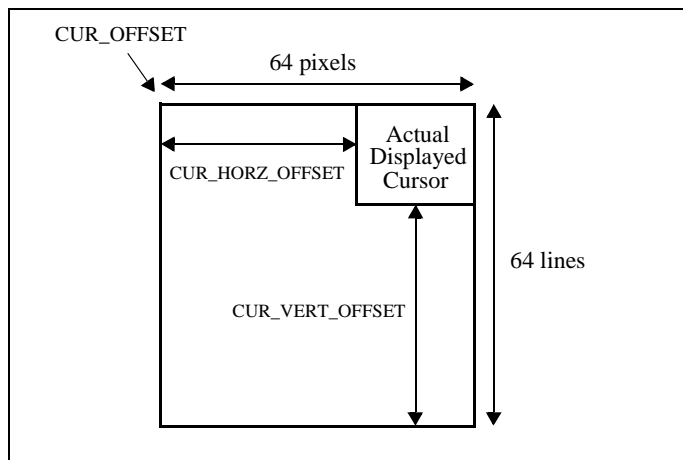 CUR_OFFSET
64 pixels
Actual
Displayed
Cursor
CUR_HORZ_OFFSET
64 lines
CUR_VERT_OFFSET